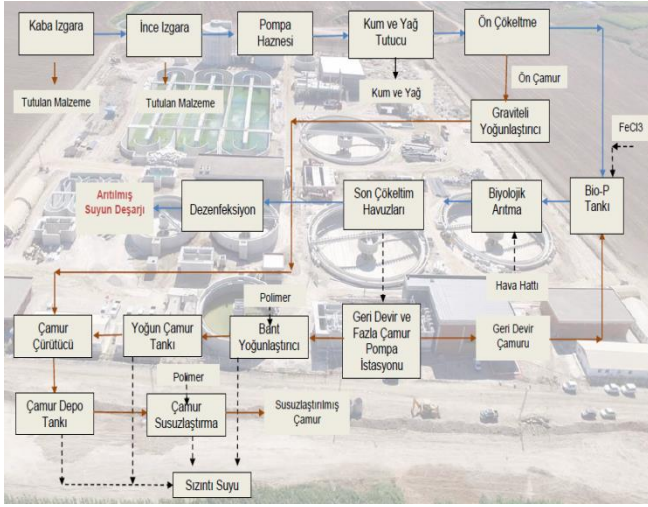 Kaba Izgara
İnce Izgara
Pompa
Haznesi
Kum ve Yağ
Tutucu
Ön Çökeltme
Tutulan Malzeme
Tutulan Malzeme
Kum ve Yağ
Ön Çamur
Graviteli
Yoğunlaştırıcı
FeCl3
Arıtılmış
Suyun Deşarjı
Dezenfeksiyon
Son Çökeltim
Havuzları
Biyolojik
Arıtma
Bio-P
Tankı
Hava Hattı
Polimer
Çamur
Çürütücü
Yoğun Çamur
Tankı
Bant
Yoğunlaştırıcı
Geri Devir ve
Fazla Çamur
Pompa
İstasyonu
Geri Devir
Çamuru
Polimer
Çamur Depo
Tankı
Çamur
Susuzlaştırma
Susuzlaştırılmış
Çamur
Sızıntı Suyu